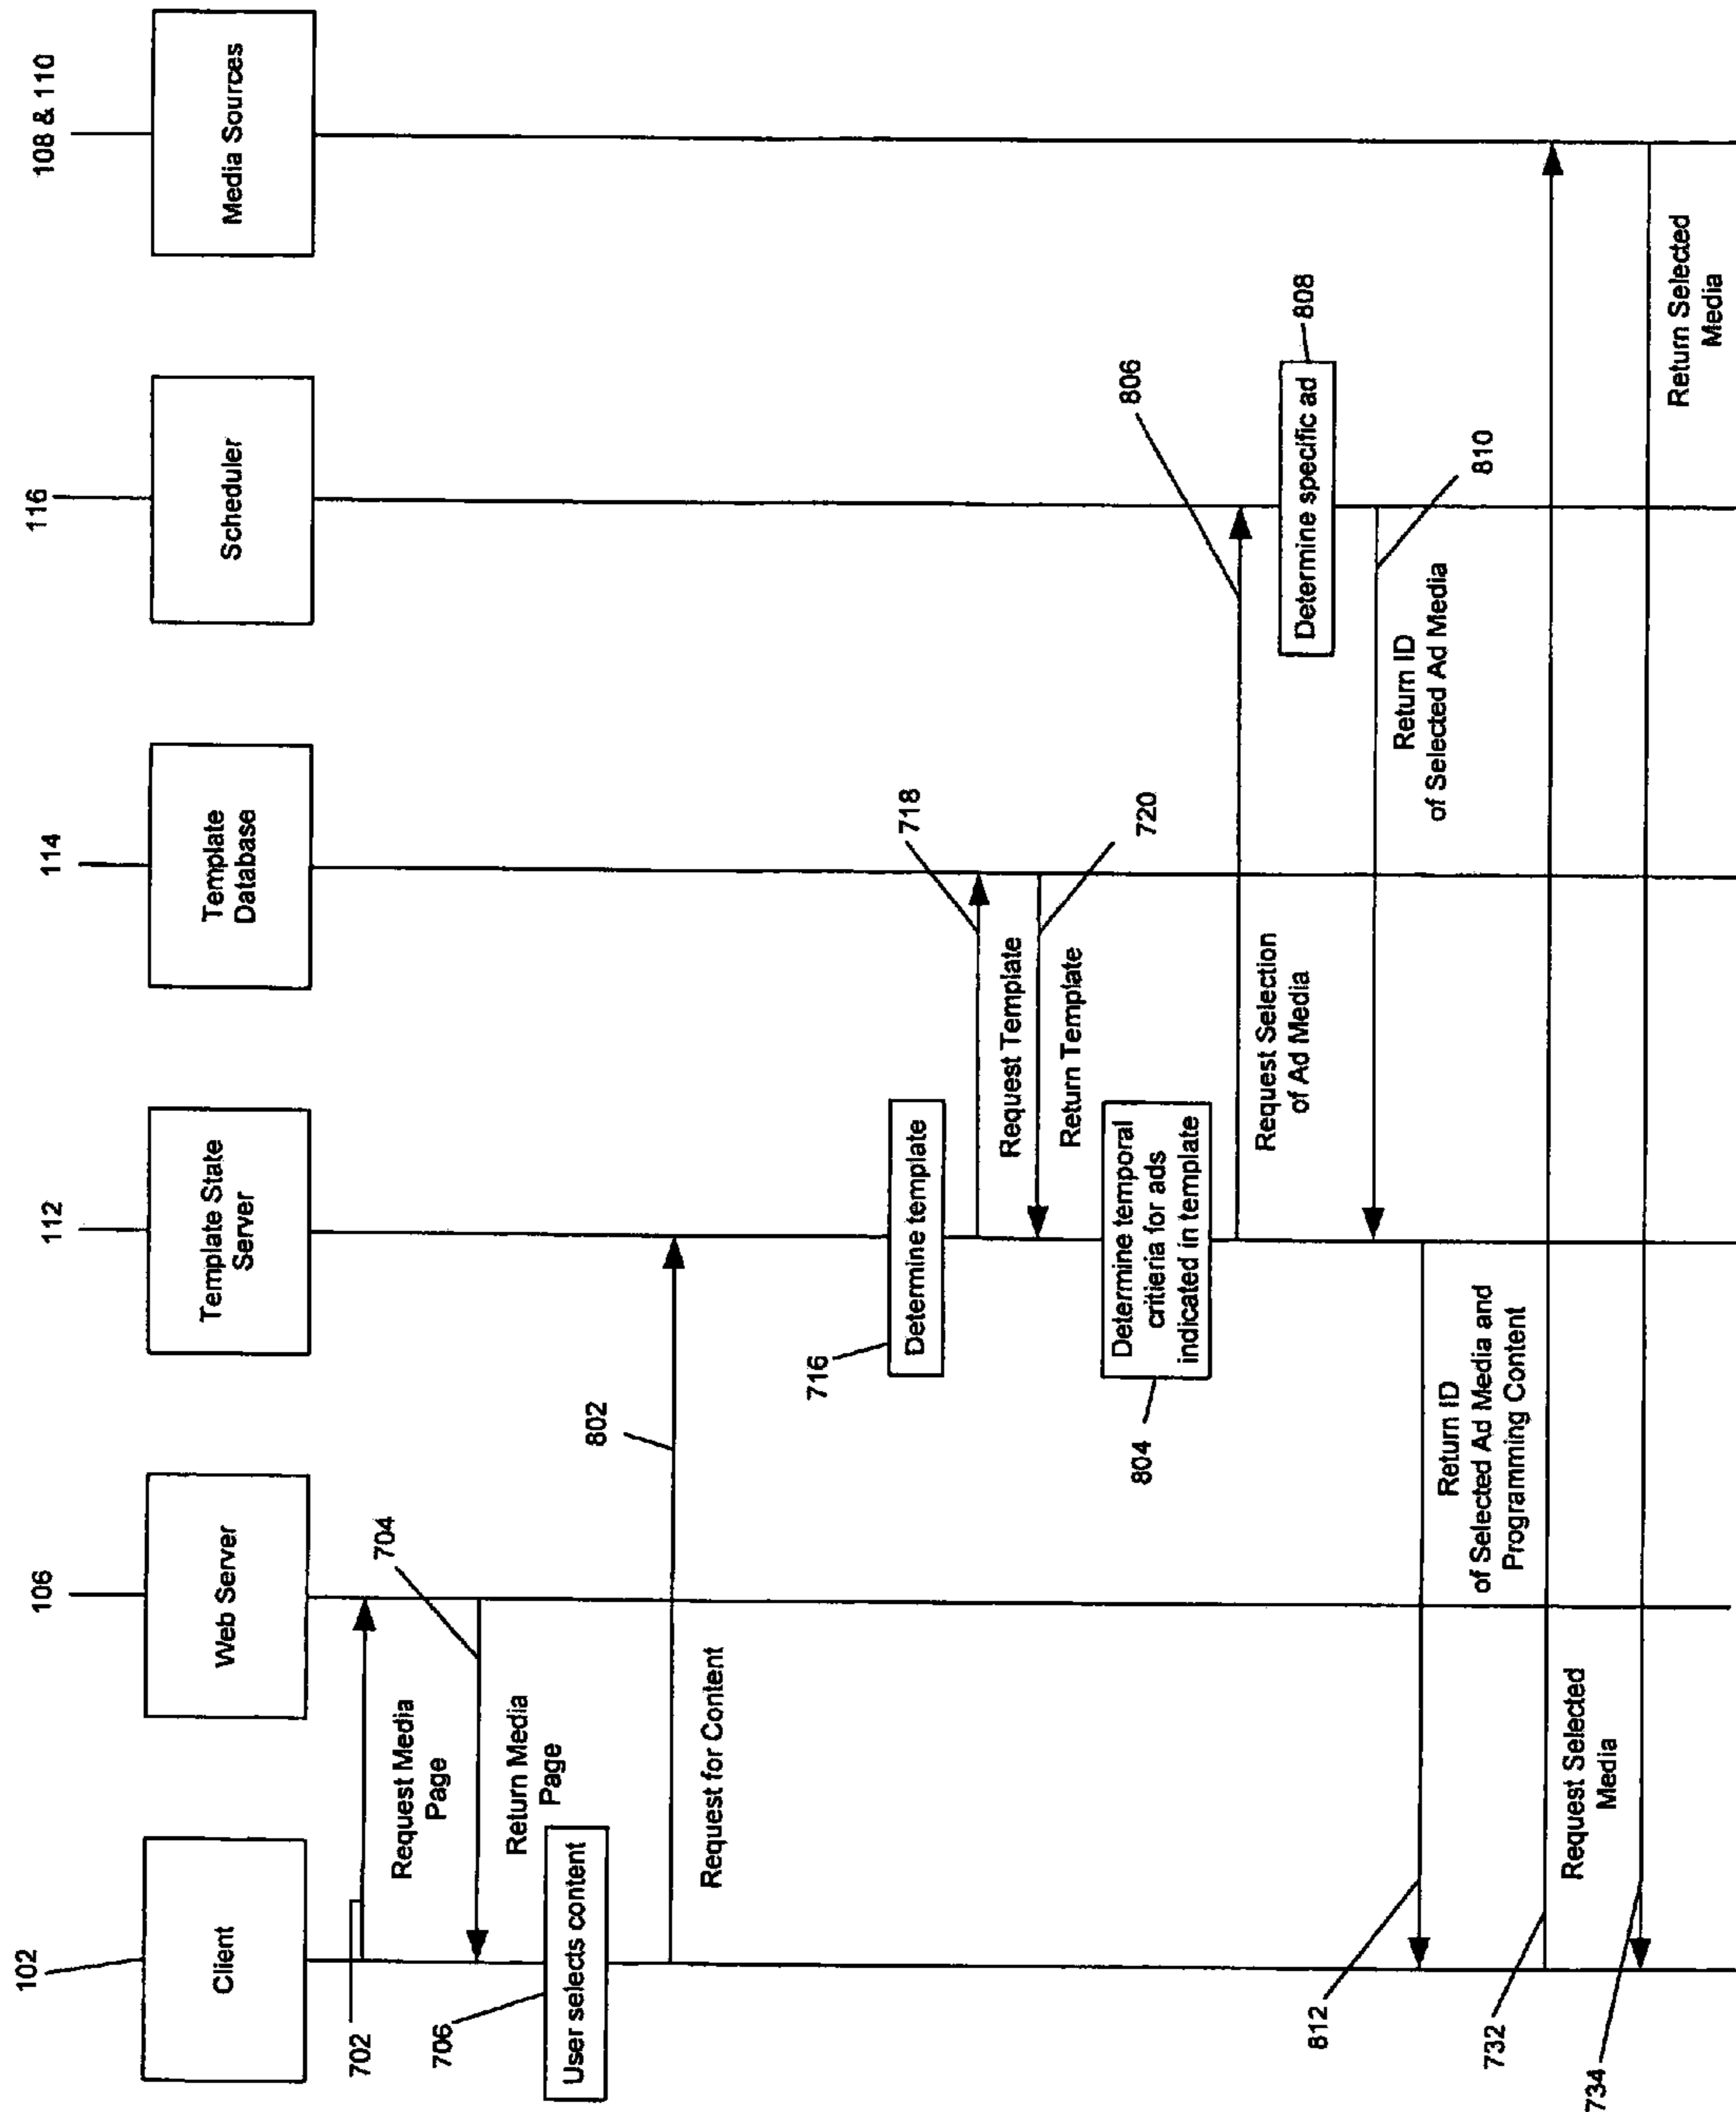 102
106
112
114
116
108 & 110
Client
Web Server
Template State
Server
Template
Database
Scheduler
Media Sources
702
Request Media
Page
704
Return Media
Page
706
User selects content
802
Request for Content
716
Determine template
718
Request Template
720
Return Template
804
Determine temporal
critieria for ads
indicated in template
806
Request Selection
of Ad Media
808
Determine specific ad
810
Return ID
of Selected Ad Media
812
Return ID
of Selected Ad Media and
Programming Content
732
Request Selected
Media
734
Return Selected
Media